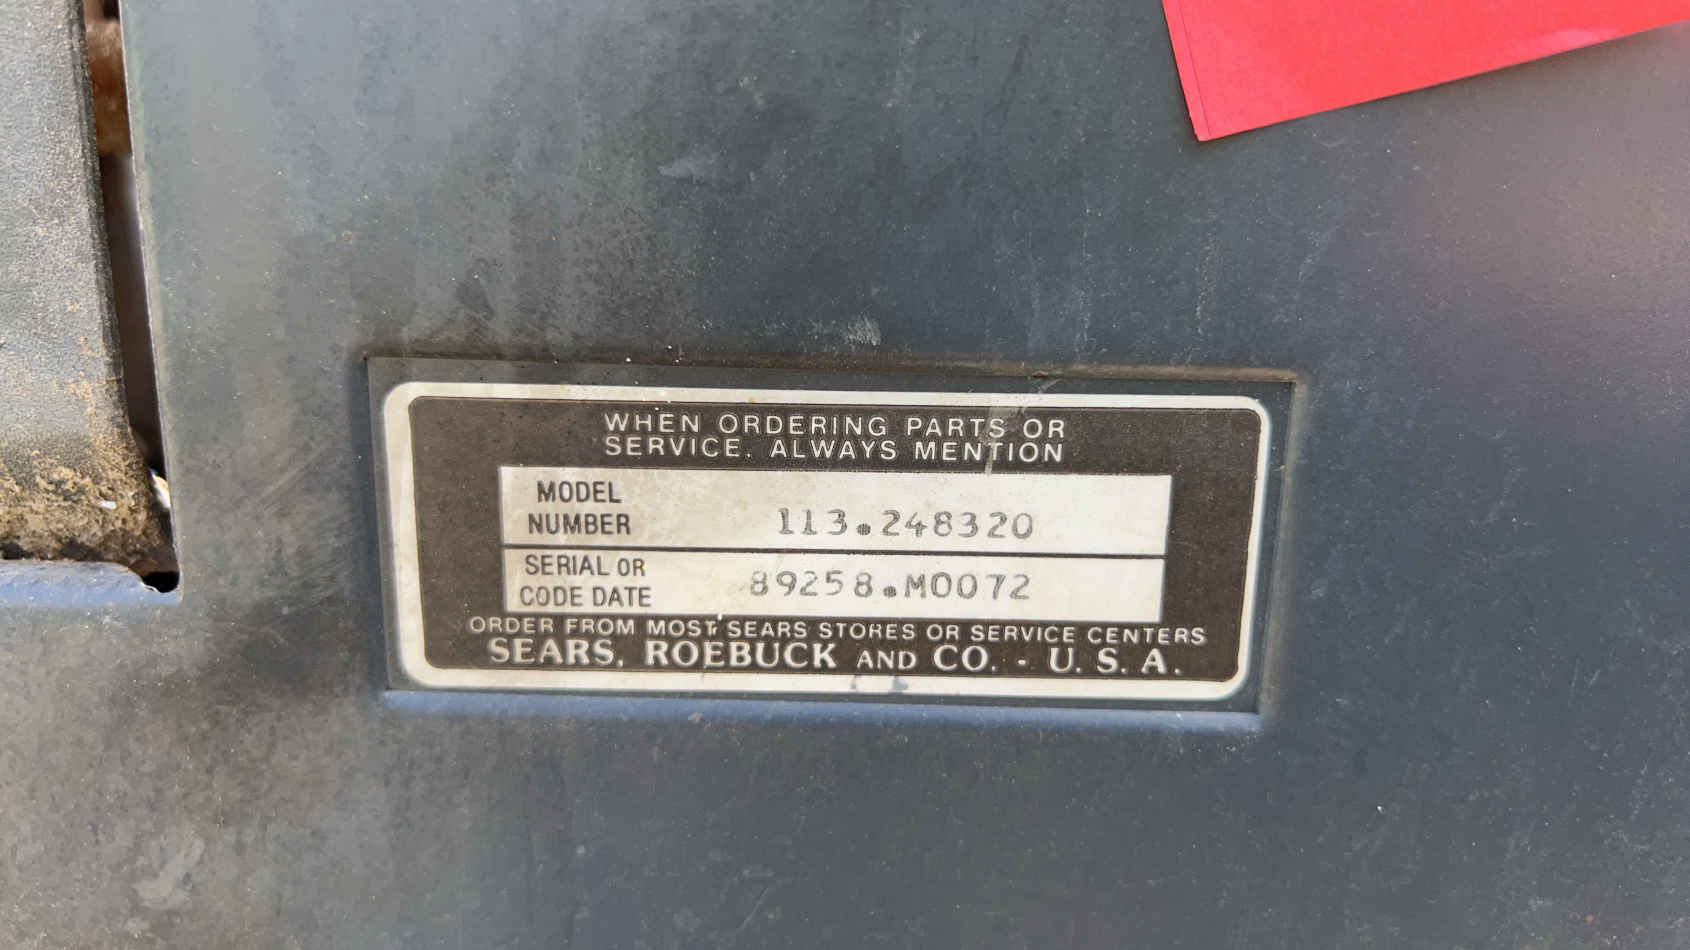 WHEN ORDERING PARTS OR
SERVICE. ALWAYS MENTION
MODEL
NUMBER 113.248320
SERIAL OR
CODE DATE 89258.M0072
ORDER FROM MOST SEARS STORES OR SERVICE CENTERS
SEARS, ROEBUCK AND CO. - U. S. A.